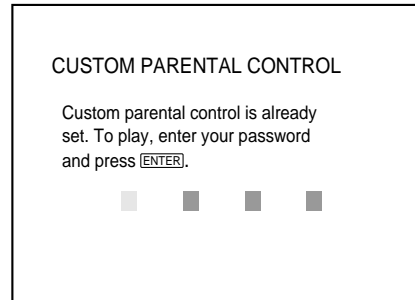 CUSTOM PARENTAL CONTROL
Custom parental control is already
set. To play, enter your password
and press ENTER.